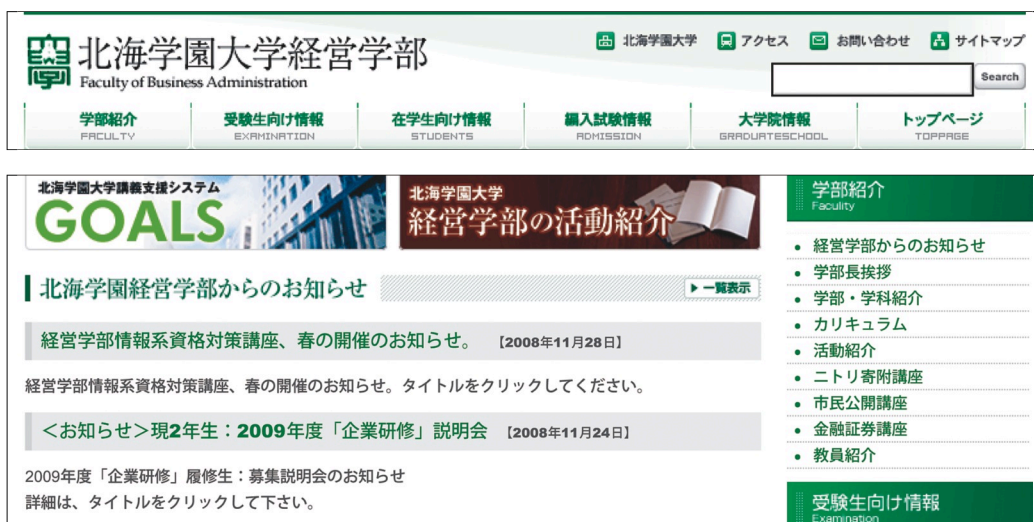 北海学園大学 アクセス お問い合わせ サイトマップ
北海学園大学経営学部
Faculty of Business Administration
Search
学部紹介 受験生向け情報 在学生向け情報 編入試験情報 大学院情報 トップページ
FACULTY EXAMINATION STUDENTS ADMISSION GRADUATESCHOOL TOPPAGE
北海学園大学講義支援システム
GOALS
北海学園大学
経営学部の活動紹介
北海学園経営学部からのお知らせ
一覧表示
経営学部情報系資格対策講座、春の開催のお知らせ。 【2008年11月28日】
経営学部情報系資格対策講座、春の開催のお知らせ。タイトルをクリックしてください。
<お知らせ>現2年生:2009年度「企業研修」説明会 【2008年11月24日】
2009年度「企業研修」履修生:募集説明会のお知らせ
詳細は、タイトルをクリックして下さい。
学部紹介
Faculity
• 経営学部からのお知らせ
• 学部長挨拶
• 学部・学科紹介
• カリキュラム
• 活動紹介
• ニトリ寄附講座
• 市民公開講座
• 金融証券講座
• 教員紹介
受験生向け情報
Examination